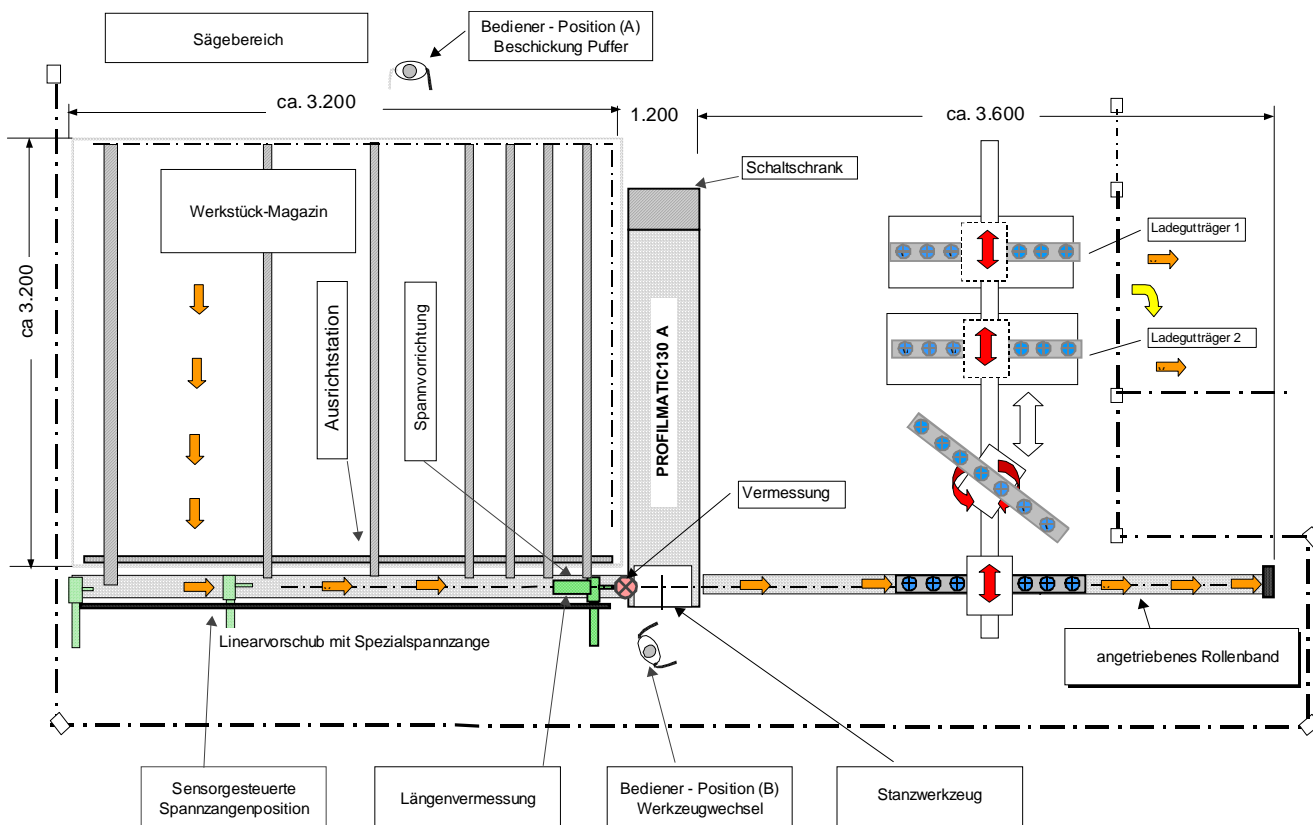 Sägebereich
Bediener - Position (A)
Beschickung Puffer
ca. 3.200
1.200
ca. 3.600
Schaltschrank
Werkstück-Magazin
ca 3.200
Ausrichtstation
Spannvorrichtung
PROFILMATIC130 A
Ladegutträger 1
Ladegutträger 2
Vermessung
Linearvorschub mit Spezialspannzange
angetriebenes Rollenband
Sensorgesteuerte
Spannzangenposition
Längenvermessung
Bediener - Position (B)
Werkzeugwechsel
Stanzwerkzeug